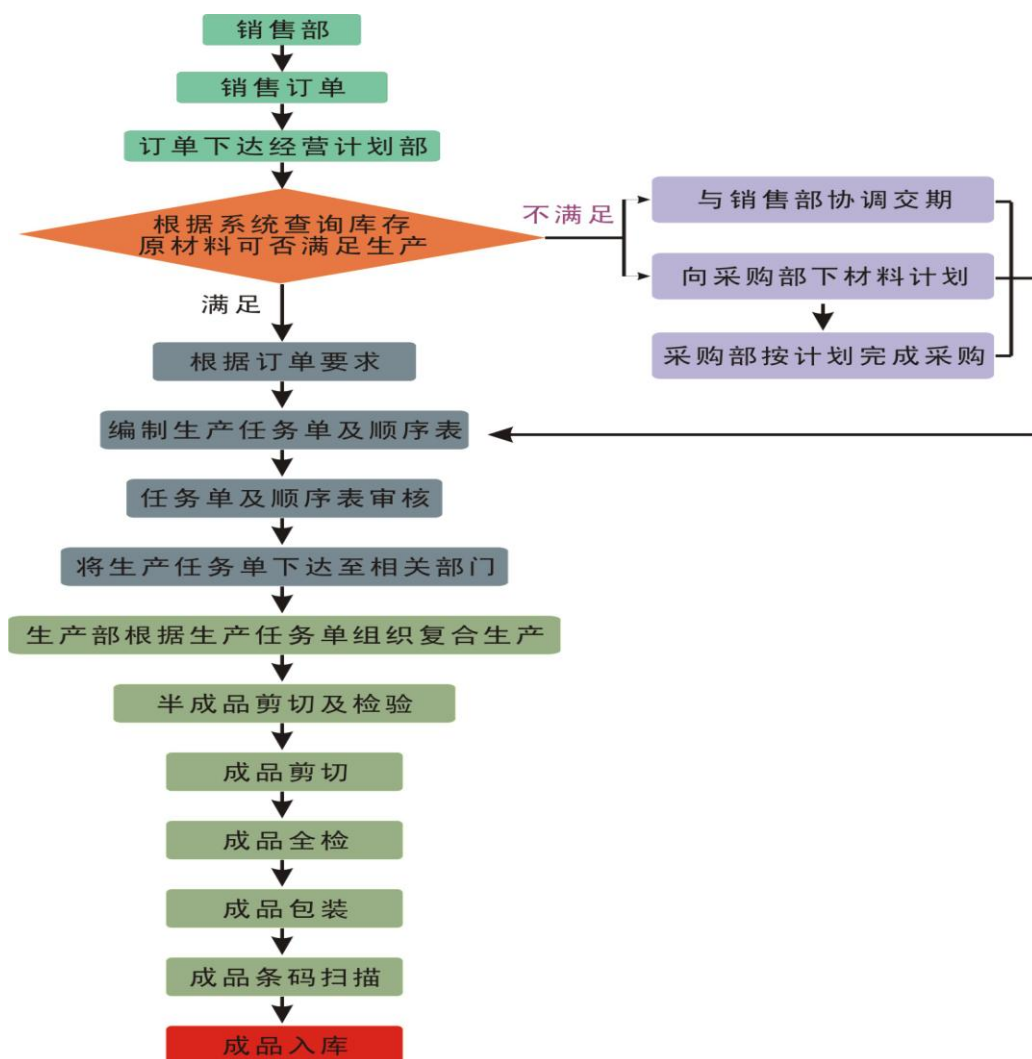 销售部
销售订单
订单下达经营计划部
根据系统查询库存
原材料可否满足生产
不满足
与销售部协调交期
向采购部下材料计划
采购部按计划完成采购
满足
根据订单要求
编制生产任务单及顺序表
任务单及顺序表审核
将生产任务单下达至相关部门
生产部根据生产任务单组织复合生产
半成品剪切及检验
成品剪切
成品全检
成品包装
成品条码扫描
成品入库